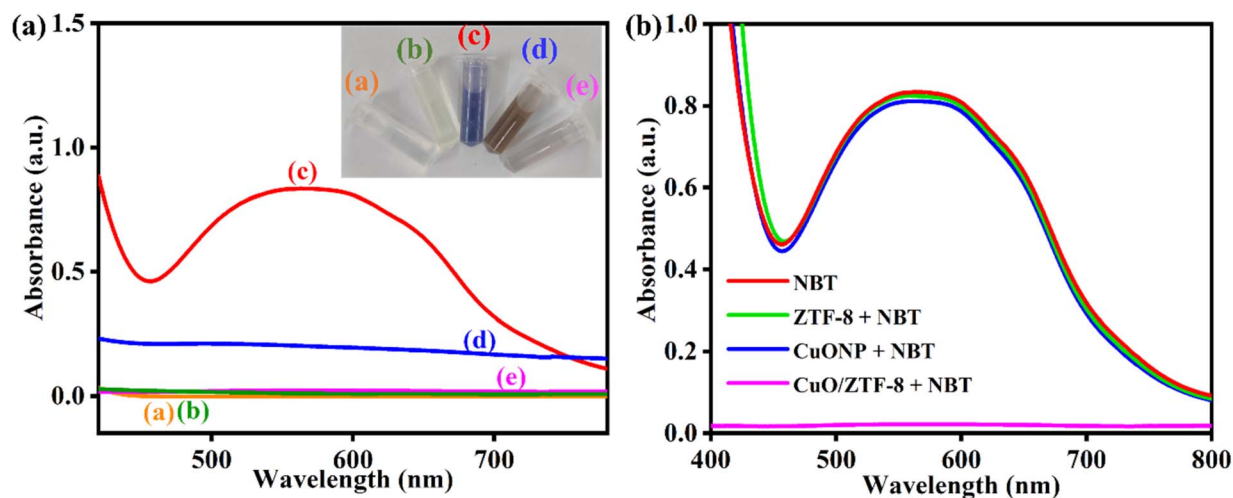 (a)
1.5
1.0
0.5
0.0
Absorbance (a.u.)
(a)
(b)
(c)
(d)
(e)
(c)
(d)
(e)
(a)
(b)
500
600
700
Wavelength (nm)
(b)
1.0
0.8
0.6
0.4
0.2
0.0
Absorbance (a.u.)
NBT
ZTF-8 + NBT
CuONP + NBT
CuO/ZTF-8 + NBT
400
500
600
700
800
Wavelength (nm)